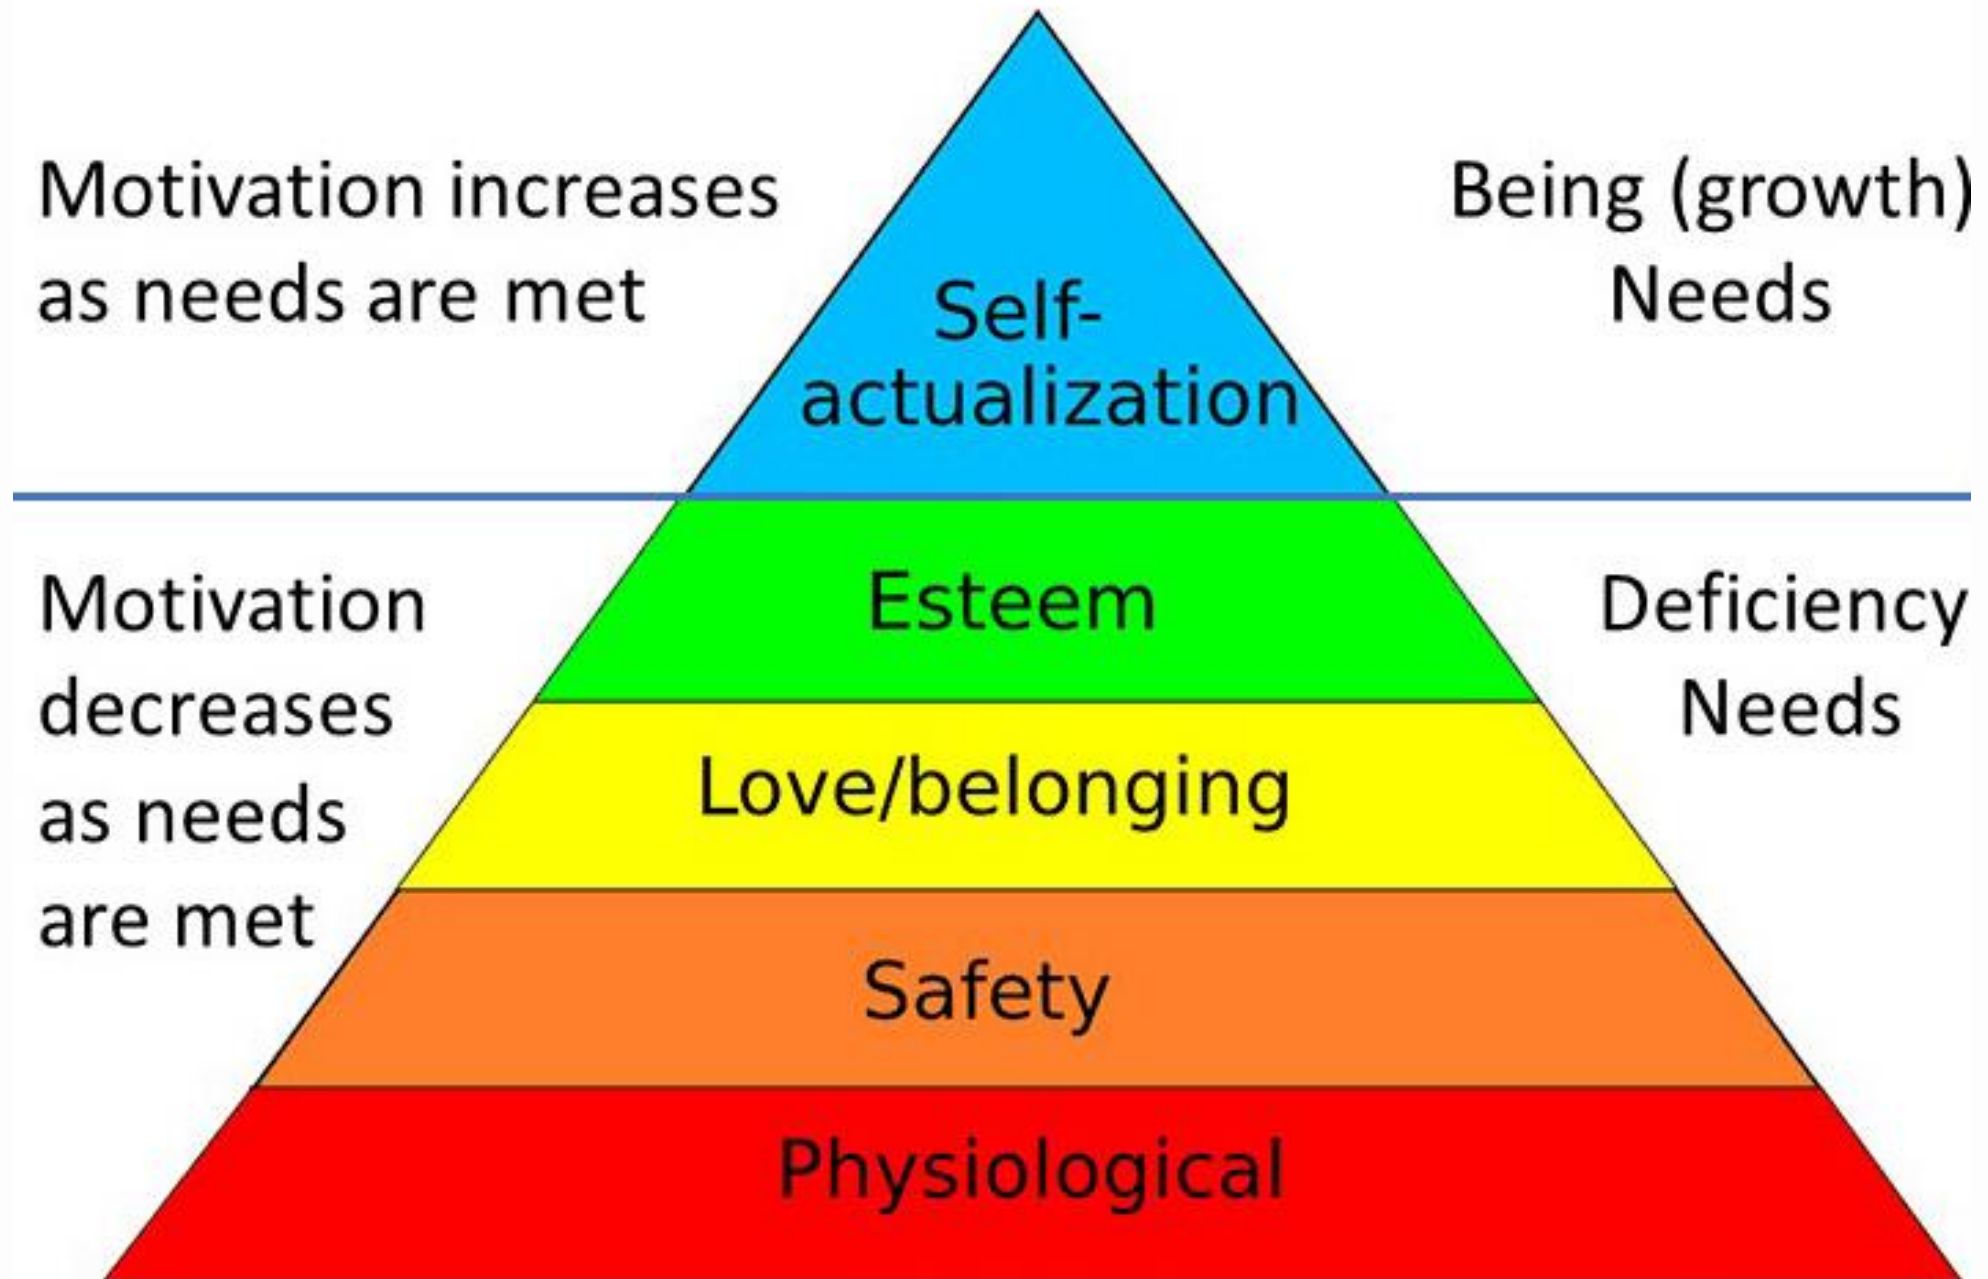 Motivation increases
as needs are met
Being (growth)
Needs
Self-
actualization
Motivation
decreases
as needs
are met
Esteem
Deficiency
Needs
Love/belonging
Safety
Physiological